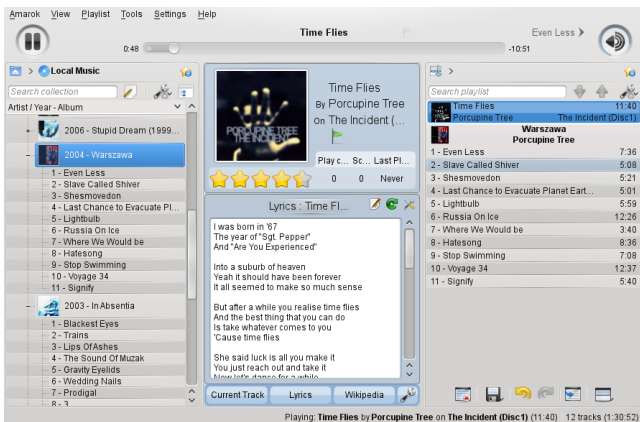 Amarok View Playlist Tools Settings Help
Time Flies
Even Less
0:48
-10:51
Local Music
Search collection
Artist / Year - Album
2006 - Stupid Dream (1999...
2004 - Warszawa
1 - Even Less
2 - Slave Called Shiver
3 - Shesmovedon
4 - Last Chance to Evacuate Pl...
5 - Lightbulb
6 - Russia On Ice
7 - Where We Would be
8 - Hatesong
9 - Stop Swimming
10 - Voyage 34
11 - Signify
2003 - In Absentia
1 - Blackest Eyes
2 - Trains
3 - Lips Of Ashes
4 - The Sound Of Muzak
5 - Gravity Eyelids
6 - Wedding Nails
7 - Prodigal
8 - 3
PORCUPINE TREE
THE INCIDENT
Time Flies
By Porcupine Tree
on The Incident (...
Play c... Sc... Last Pl...
0 0 Never
Lyrics : Time Fl...
I was born in '67
The year of "Sgt. Pepper"
And "Are You Experienced"
Into a suburb of heaven
Yeah it should have been forever
It all seemed to make so much sense
But after a while you realise time flies
And the best thing that you can do
Is take whatever comes to you
'Cause time flies
She said luck is all you make it
You just reach out and take it
Now let's dance for a while
Current Track Lyrics Wikipedia
Search playlist
Time Flies 11:40
Porcupine Tree The Incident (Disc1)
Warszawa
Porcupine Tree
1 - Even Less 7:36
2 - Slave Called Shiver 5:08
3 - Shesmovedon 5:21
4 - Last Chance to Evacuate Planet Eart... 5:01
5 - Lightbulb 5:59
6 - Russia On Ice 12:26
7 - Where We Would be 3:40
8 - Hatesong 8:36
9 - Stop Swimming 7:08
10 - Voyage 34 12:37
11 - Signify 5:40
Playing: Time Flies by Porcupine Tree on The Incident (Disc1) (11:40) 12 tracks (1:30:52)